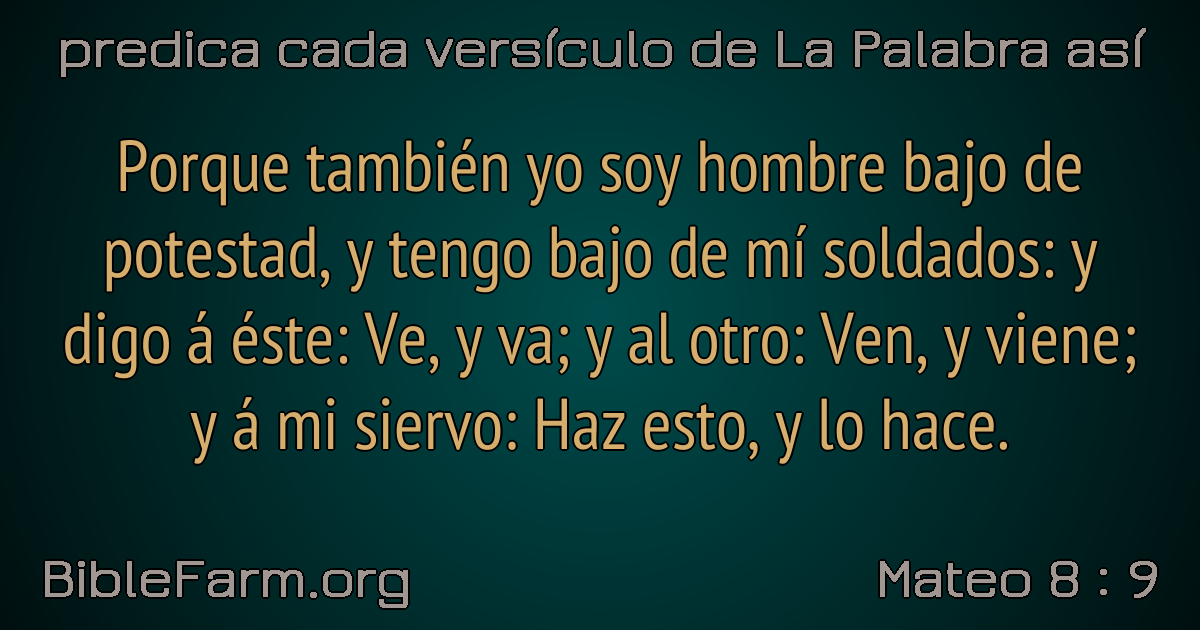 predica cada versículo de La Palabra así
Porque también yo soy hombre bajo de
potestad, y tengo bajo de mí soldados: y
digo á éste: Ve, y va; y al otro: Ven, y viene;
y á mi siervo: Haz esto, y lo hace.
BibleFarm.org
Mateo 8 : 9